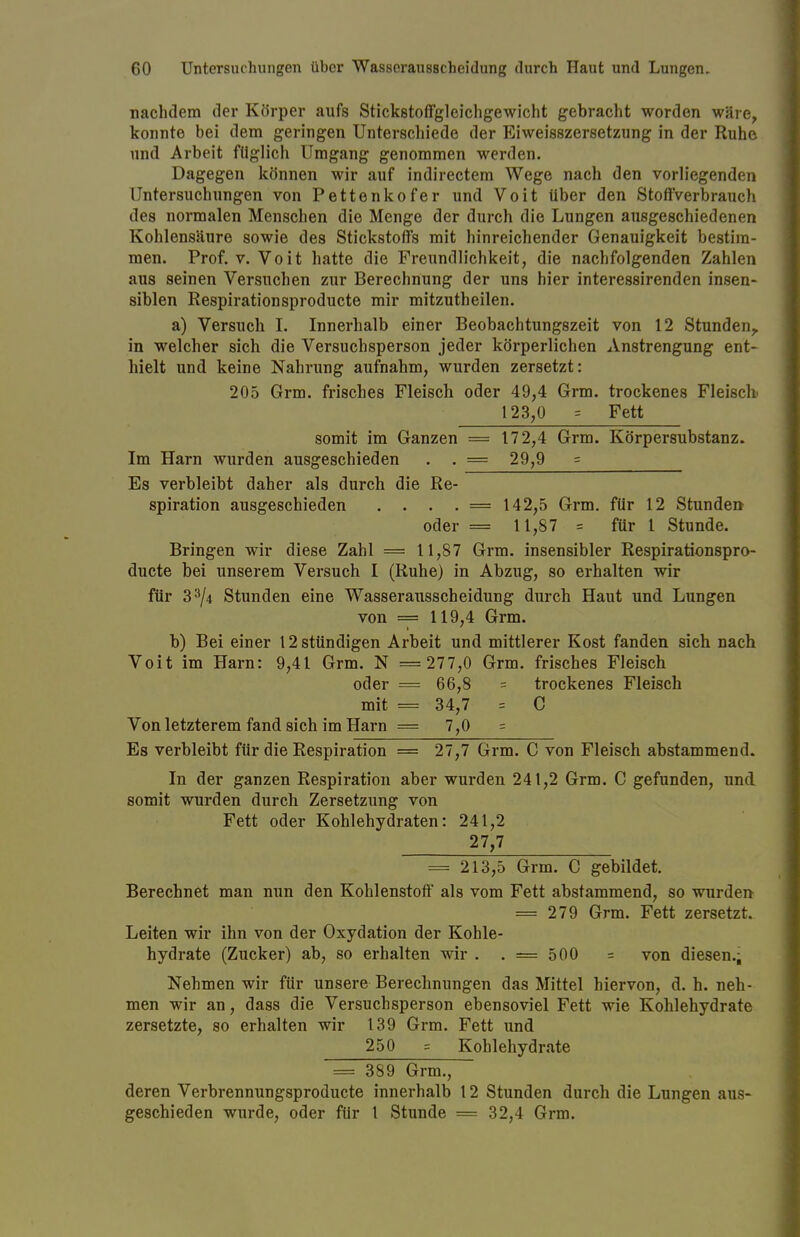 60 Untersuchungen über Wasserausscheidung durch Haut und Lungen.
nachdem der Körper aufs Stickstoffgleichgewicht gebracht worden wäre,
konnte bei dem geringen Unterschiede der Eiweisszersetzung in der Ruhe
und Arbeit füglich Umgang genommen werden.
Dagegen können wir auf indirectem Wege nach den vorliegenden
Untersuchungen von Pettenkofer und Voit über den Stoffverbrauch
des normalen Menschen die Menge der durch die Lungen ausgeschiedenen
Kohlensäure sowie des Stickstoffs mit hinreichender Genauigkeit bestim-
men. Prof. v. Voit hatte die Freundlichkeit, die nachfolgenden Zahlen
aus seinen Versuchen zur Berechnung der uns hier interessirenden insen-
siblen Respirationsproducte mir mitzutheilen.
a) Versuch I. Innerhalb einer Beobachtungszeit von 12 Stunden,
in welcher sich die Versuchsperson jeder körperlichen Anstrengung ent-
hielt und keine Nahrung aufnahm, wurden zersetzt:
205 Grm. frisches Fleisch oder 49,4 Grm. trockenes Fleisch
123,0 = Fett
somit im Ganzen = 172,4 Grm. Körpersubstanz.
Im Harn wurden ausgeschieden . . = 29,9 =
Es verbleibt daher als durch die Re-
spiration ausgeschieden . . . . = 142,5 Grm. für 12 Stunden
oder = 11,87 = für 1 Stunde.
Bringen wir diese Zahl = 11,87 Grm. insensibler Respirationspro-
ducte bei unserem Versuch I (Ruhe) in Abzug, so erhalten wir
für 3 3/4 Stunden eine Wasserausscheidung durch Haut und Lungen
von = 119,4 Grm.
b) Bei einer 12stündigen Arbeit und mittlerer Kost fanden sich nach
Voit im Harn: 9,41 Grm. N = 277,0 Grm. frisches Fleisch
oder = 66,8 = trockenes Fleisch
mit = 34,7 = C
Von letzterem fand sich im Harn = 7,0 =
Es verbleibt für die Respiration = 27,7 Grm. C von Fleisch abstammend.
In der ganzen Respiration aber wurden 241,2 Grm. C gefunden, und
somit wurden durch Zersetzung von
Fett oder Kohlehydraten: 241,2
27,7
= 213,5 Grm. C gebildet.
Berechnet man nun den Kohlenstoff als vom Fett abstammend, so wurden
= 279 Grm. Fett zersetzt.
Leiten wir ihn von der Oxydation der Kohle-
hydrate (Zucker) ab, so erhalten wir . . = 500 = von diesen.
Nehmen wir für unsere Berechnungen das Mittel hiervon, d. h. neh-
men wir an, dass die Versuchsperson ebensoviel Fett wie Kohlehydrate
zersetzte, so erhalten wir 139 Grm. Fett und
250 = Kohlehydrate
= 389 Grm.,
deren Verbrennungsproducte innerhalb 12 Stunden durch die Lungen aus-
geschieden wurde, oder für 1 Stunde = 32,4 Grm.